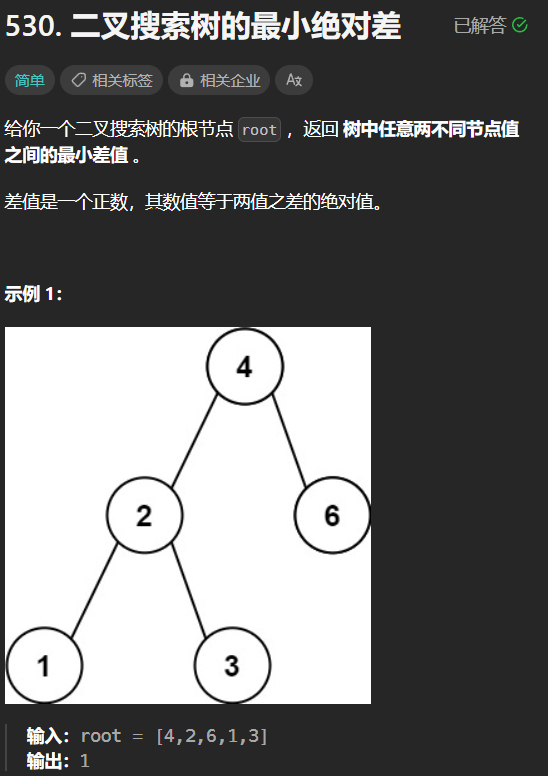 530. 二叉搜索树的最小绝对差
已解答
简单
相关标签
相关企业
给你一个二叉搜索树的根节点 root ，返回 树中任意两不同节点值
之间的最小差值 。
差值是一个正数，其数值等于两值之差的绝对值。
示例 1：
4
2
6
1
3
输入：root = [4,2,6,1,3]
输出：1